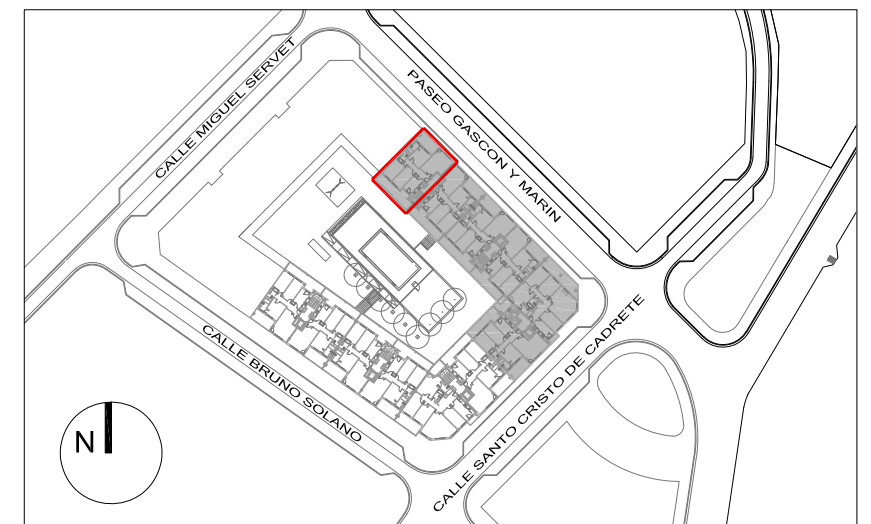 CALLE MIGUEL SERVET
PASEO GASCON Y MARIN
CALLE BRUNO SOLANO
CALLE SANTO CRISTO DE CADRETE
N